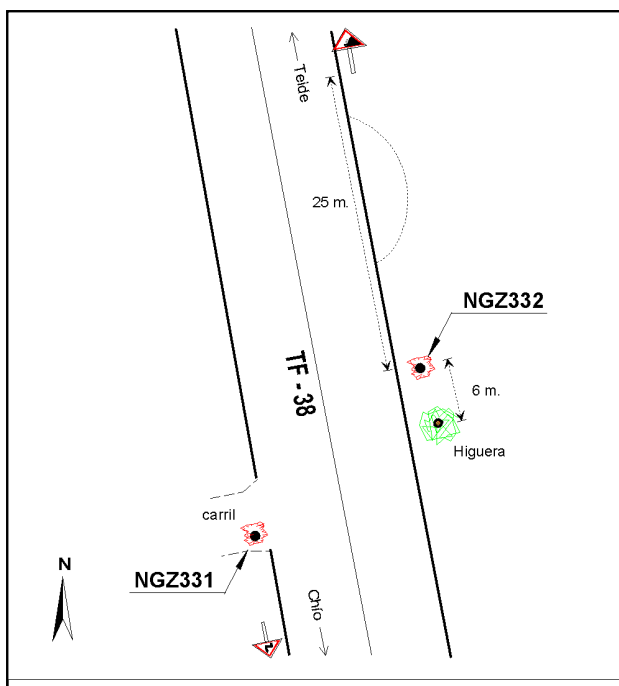 Teide
25 m.
NGZ332
TF - 38
6 m.
Higuera
carril
NGZ331
N
Chío